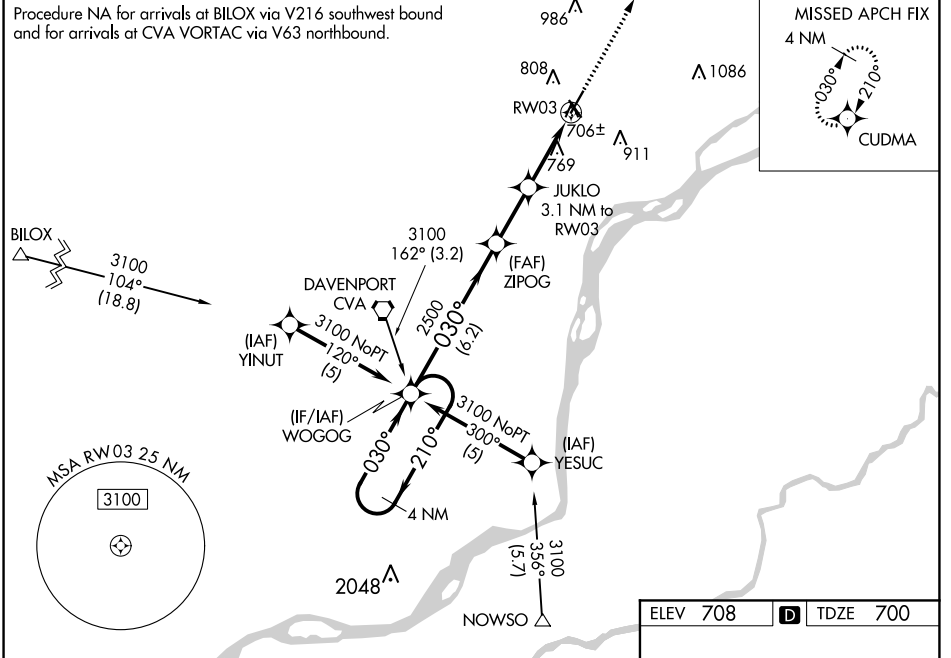 Procedure NA for arrivals at BILOX via V216 southwest bound
and for arrivals at CVA VORTAC via V63 northbound.
986
MISSED APCH FIX
4 NM
030°
210°
CUDMA
808
1086
RW03
706±
911
769
JUKLO
3.1 NM to
RW03
BILOX
3100
104°
(18.8)
3100
162° (3.2)
DAVENPORT
CVA
(FAF)
ZIPOG
2500
030°
(6.2)
(IAF)
YINUT
3100 NoPT
120°
(5)
(IF/IAF)
WOGOG
3100 NoPT
300°
(5)
(IAF)
YESUC
030°
210°
4 NM
MSA RW03 25 NM
3100
3100
356°
(5.7)
2048
NOWSO
ELEV 708 D TDZE 700